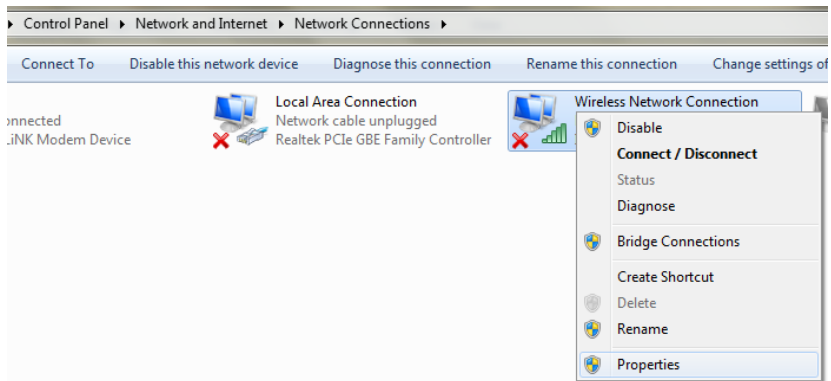 Control Panel ▸ Network and Internet ▸ Network Connections ▸
Connect To Disable this network device Diagnose this connection Rename this connection Change settings of
onnected
LiNK Modem Device
Local Area Connection
Network cable unplugged
Realtek PCIe GBE Family Controller
Wireless Network Connection
Disable
Connect / Disconnect
Status
Diagnose
Bridge Connections
Create Shortcut
Delete
Rename
Properties